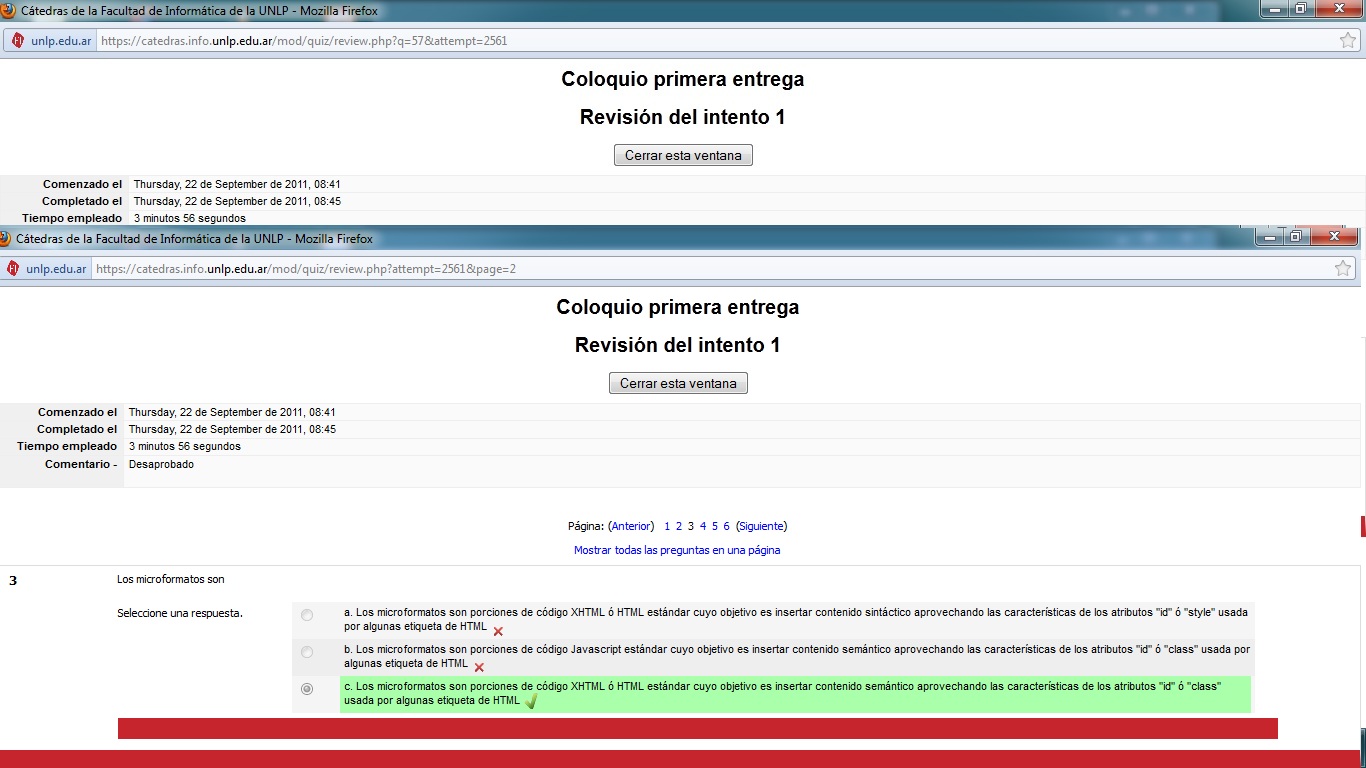 Cátedras de la Facultad de Informática de la UNLP - Mozilla Firefox
unlp.edu.ar https://catedras.info.unlp.edu.ar/mod/quiz/review.php?q=57&attempt=2561
Coloquio primera entrega
Revisión del intento 1
Cerrar esta ventana
Comenzado el Thursday, 22 de September de 2011, 08:41
Completado el Thursday, 22 de September de 2011, 08:45
Tiempo empleado 3 minutos 56 segundos
Cátedras de la Facultad de Informática de la UNLP - Mozilla Firefox
unlp.edu.ar https://catedras.info.unlp.edu.ar/mod/quiz/review.php?attempt=2561&page=2
Coloquio primera entrega
Revisión del intento 1
Cerrar esta ventana
Comenzado el Thursday, 22 de September de 2011, 08:41
Completado el Thursday, 22 de September de 2011, 08:45
Tiempo empleado 3 minutos 56 segundos
Comentario - Desaprobado
Página: (Anterior) 1 2 3 4 5 6 (Siguiente)
Mostrar todas las preguntas en una página
3 Los microformatos son
Seleccione una respuesta.
a. Los microformatos son porciones de código XHTML ó HTML estándar cuyo objetivo es insertar contenido sintáctico aprovechando las características de los atributos "id" ó "style" usada
por algunas etiqueta de HTML
b. Los microformatos son porciones de código Javascript estándar cuyo objetivo es insertar contenido semántico aprovechando las características de los atributos "id" ó "class" usada por
algunas etiqueta de HTML
c. Los microformatos son porciones de código XHTML ó HTML estándar cuyo objetivo es insertar contenido semántico aprovechando las características de los atributos "id" ó "class"
usada por algunas etiqueta de HTML